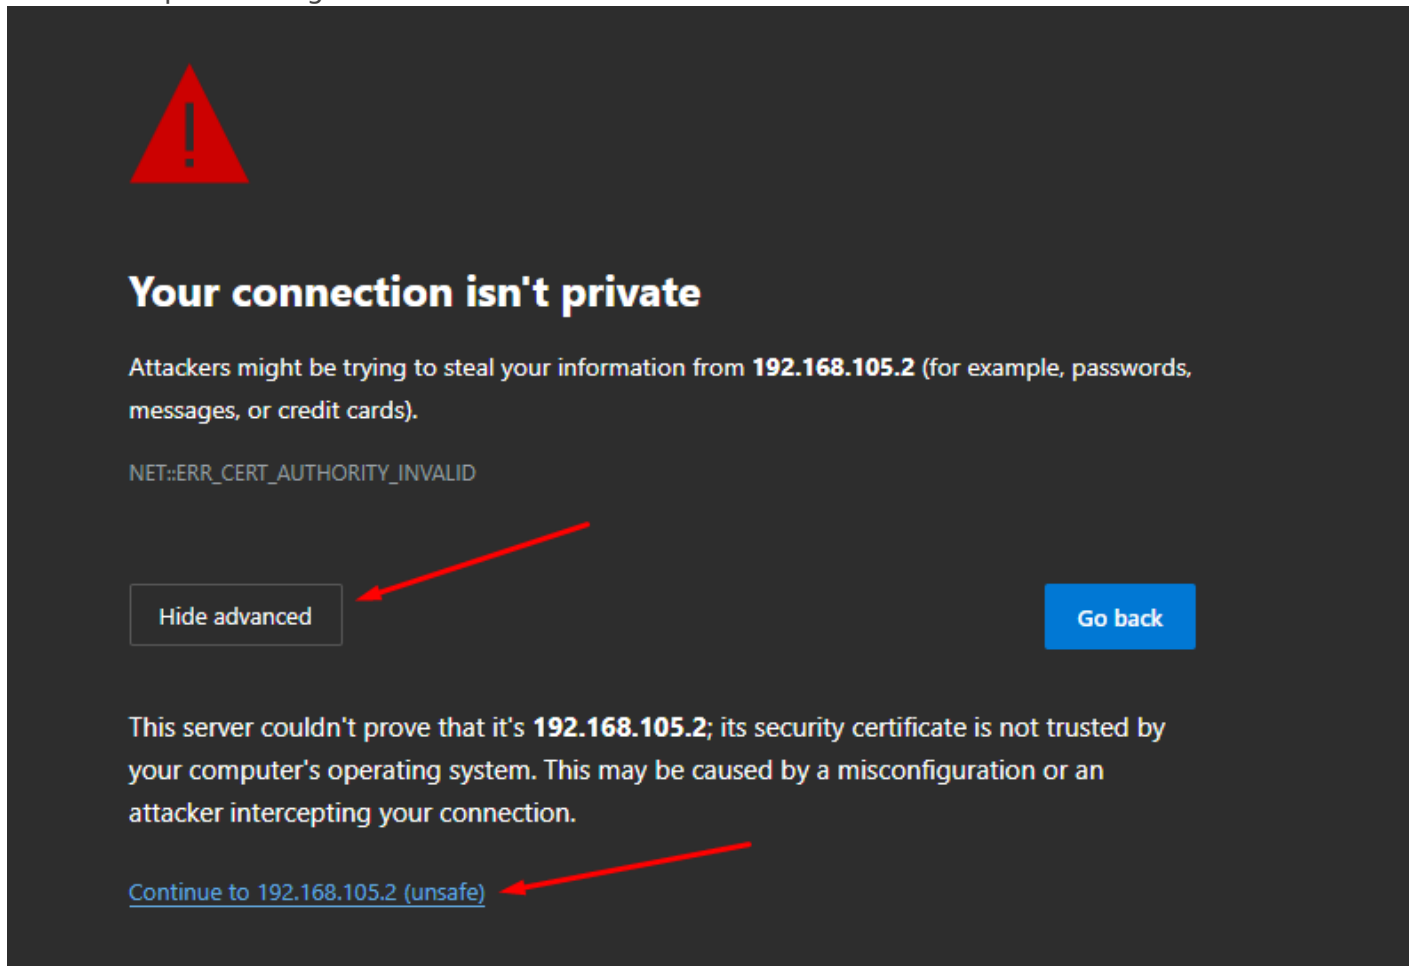 Your connection isn't private
Attackers might be trying to steal your information from 192.168.105.2 (for example, passwords,
messages, or credit cards).
NET::ERR_CERT_AUTHORITY_INVALID
Hide advanced
Go back
This server couldn't prove that it's 192.168.105.2; its security certificate is not trusted by
your computer's operating system. This may be caused by a misconfiguration or an
attacker intercepting your connection.
Continue to 192.168.105.2 (unsafe)